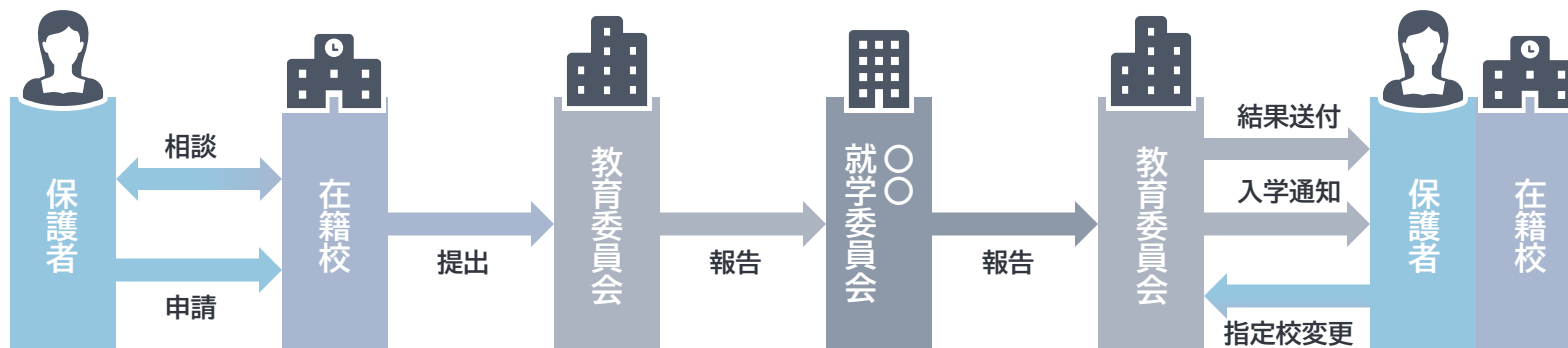 保護者
相談
申請
在籍校
提出
教育委員会
報告
〇〇
就学委員会
報告
教育委員会
結果送付
入学通知
指定校変更
保護者
在籍校